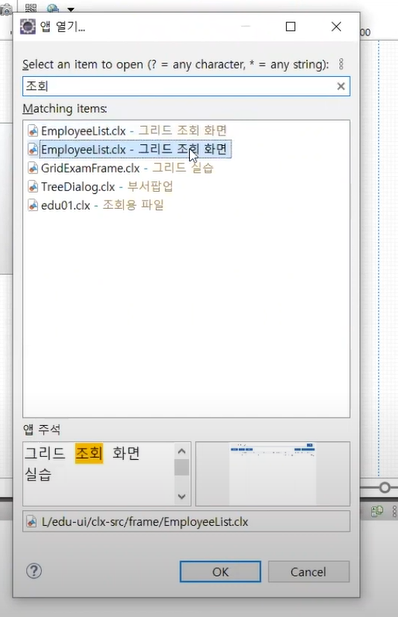 앱 열기...
00
Select an item to open (? = any character, * = any string):
조회
Matching items:
EmployeeList.clx - 그리드 조회 화면
EmployeeList.clx - 그리드 조회 화면
GridExamFrame.clx - 그리드 실습
TreeDialog.clx - 부서팝업
edu01.clx - 조회용 파일
앱 주석
그리드 조회 화면
실습
L/edu-ui/clx-src/frame/EmployeeList.clx
OK
Cancel